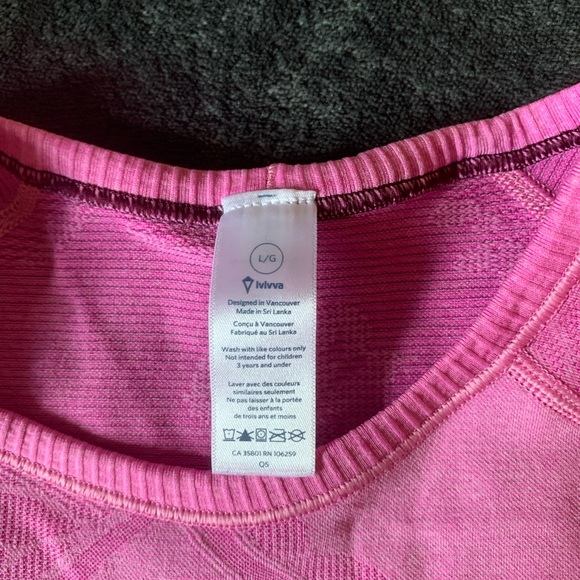 L/G
ivivva
Designed in Vancouver
Made in Sri Lanka
Conçu à Vancouver
Fabriqué au Sri Lanka
Wash with like colours only
Not intended for children
3 years and under
Laver avec des couleurs
similaires seulement
Ne pas laisser à la portée
des enfants
de trois ans et moins
CA 35801 RN 106259
QS